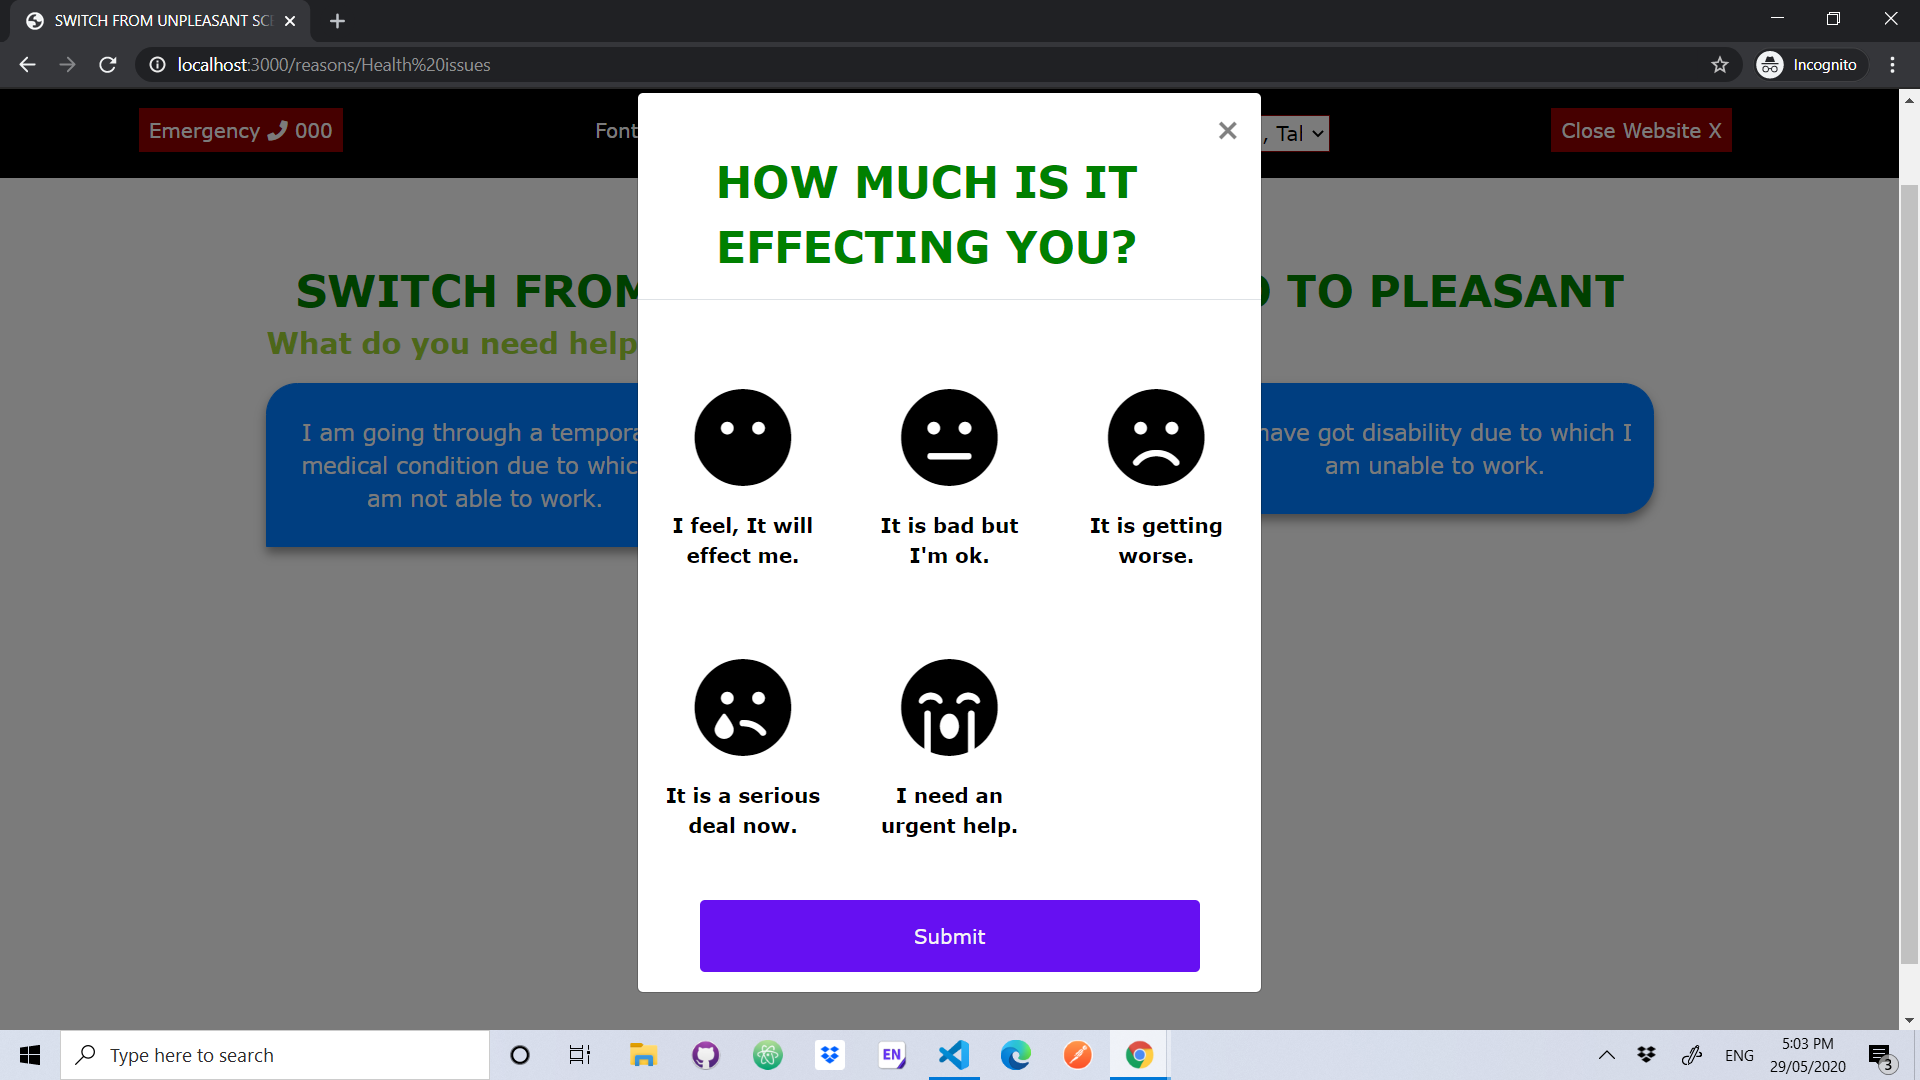 SWITCH FROM UNPLEASANT SCE
localhost:3000/reasons/Health%20issues
Incognito
Emergency 000
Font
, Tal
Close Website X
HOW MUCH IS IT
EFFECTING YOU?
SWITCH FROM
TO PLEASANT
What do you need help
I am going through a tempora
medical condition due to whic
am not able to work.
have got disability due to which I
am unable to work.
I feel, It will
effect me.
It is bad but
I'm ok.
It is getting
worse.
It is a serious
deal now.
I need an
urgent help.
Submit
Type here to search
EN
ENG
5:03 PM
29/05/2020
3